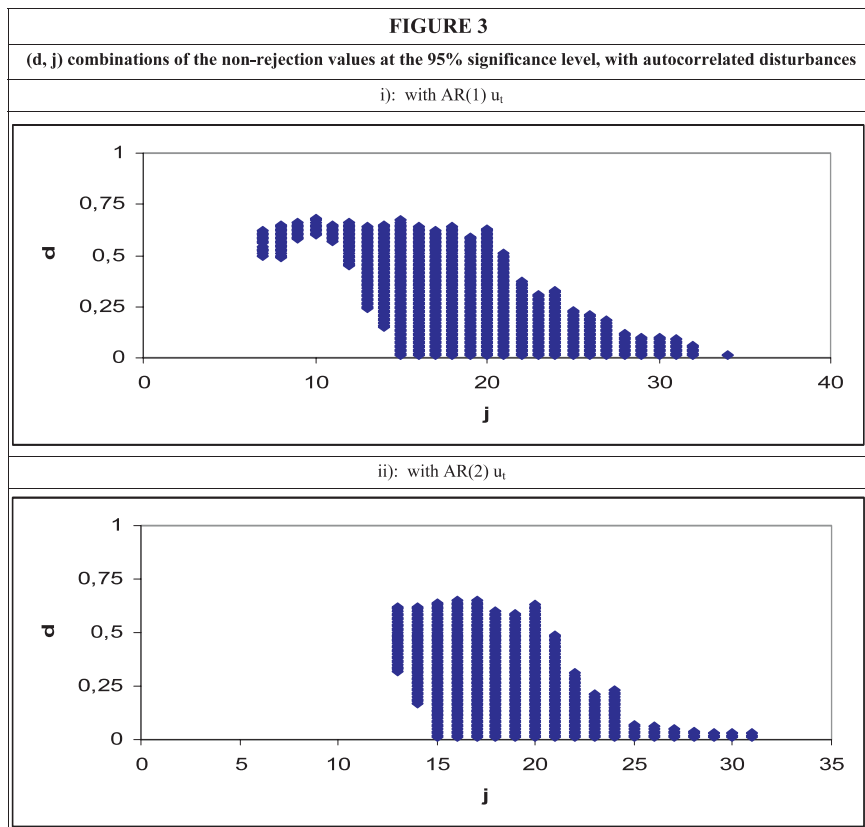 FIGURE 3
(d, j) combinations of the non-rejection values at the 95% significance level, with autocorrelated disturbances
i): with AR(1) uₜ
1
0,75
0,5
0,25
0
d
0 10 20 30 40
j
ii): with AR(2) uₜ
1
0,75
0,5
0,25
0
d
0 5 10 15 20 25 30 35
j